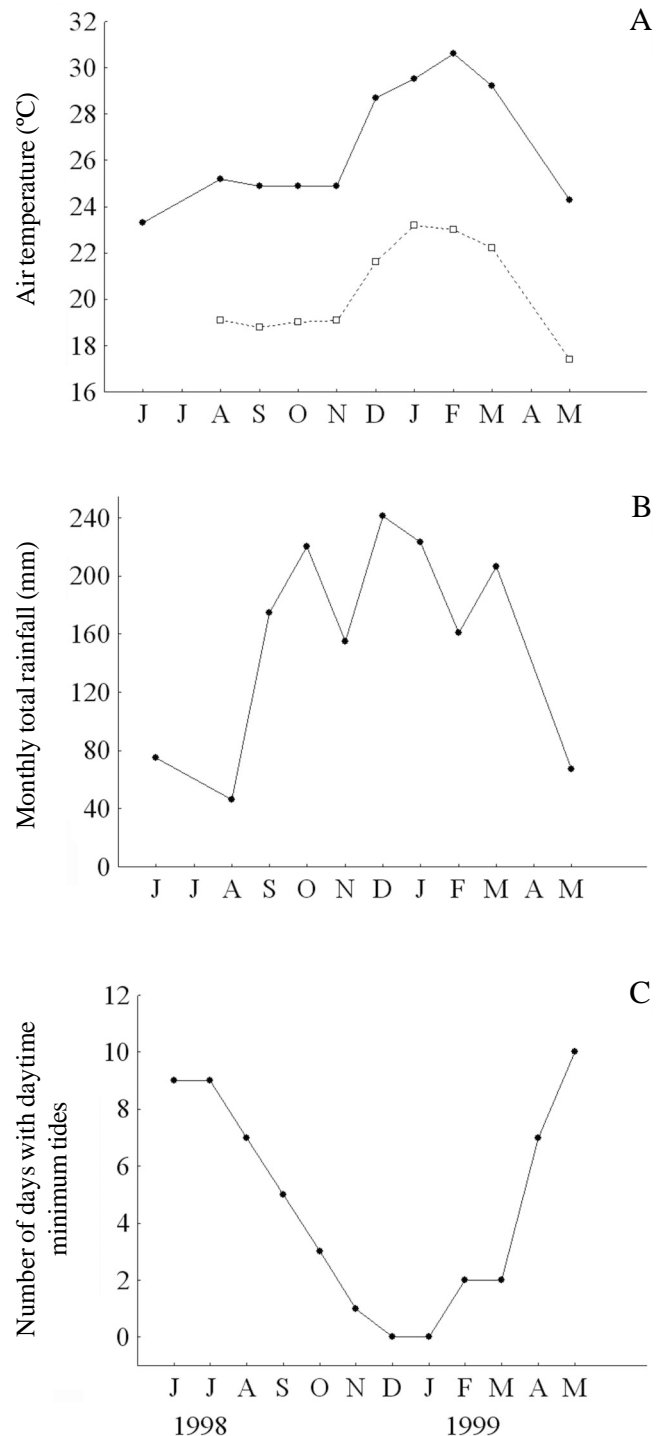 A
Air temperature (ºC)
32
30
28
26
24
22
20
18
16
J J A S O N D J F M A M
B
Monthly total rainfall (mm)
240
200
160
120
80
40
0
J J A S O N D J F M A M
C
Number of days with daytime
minimum tides
12
10
8
6
4
2
0
J J A S O N D J F M A M
1998 1999